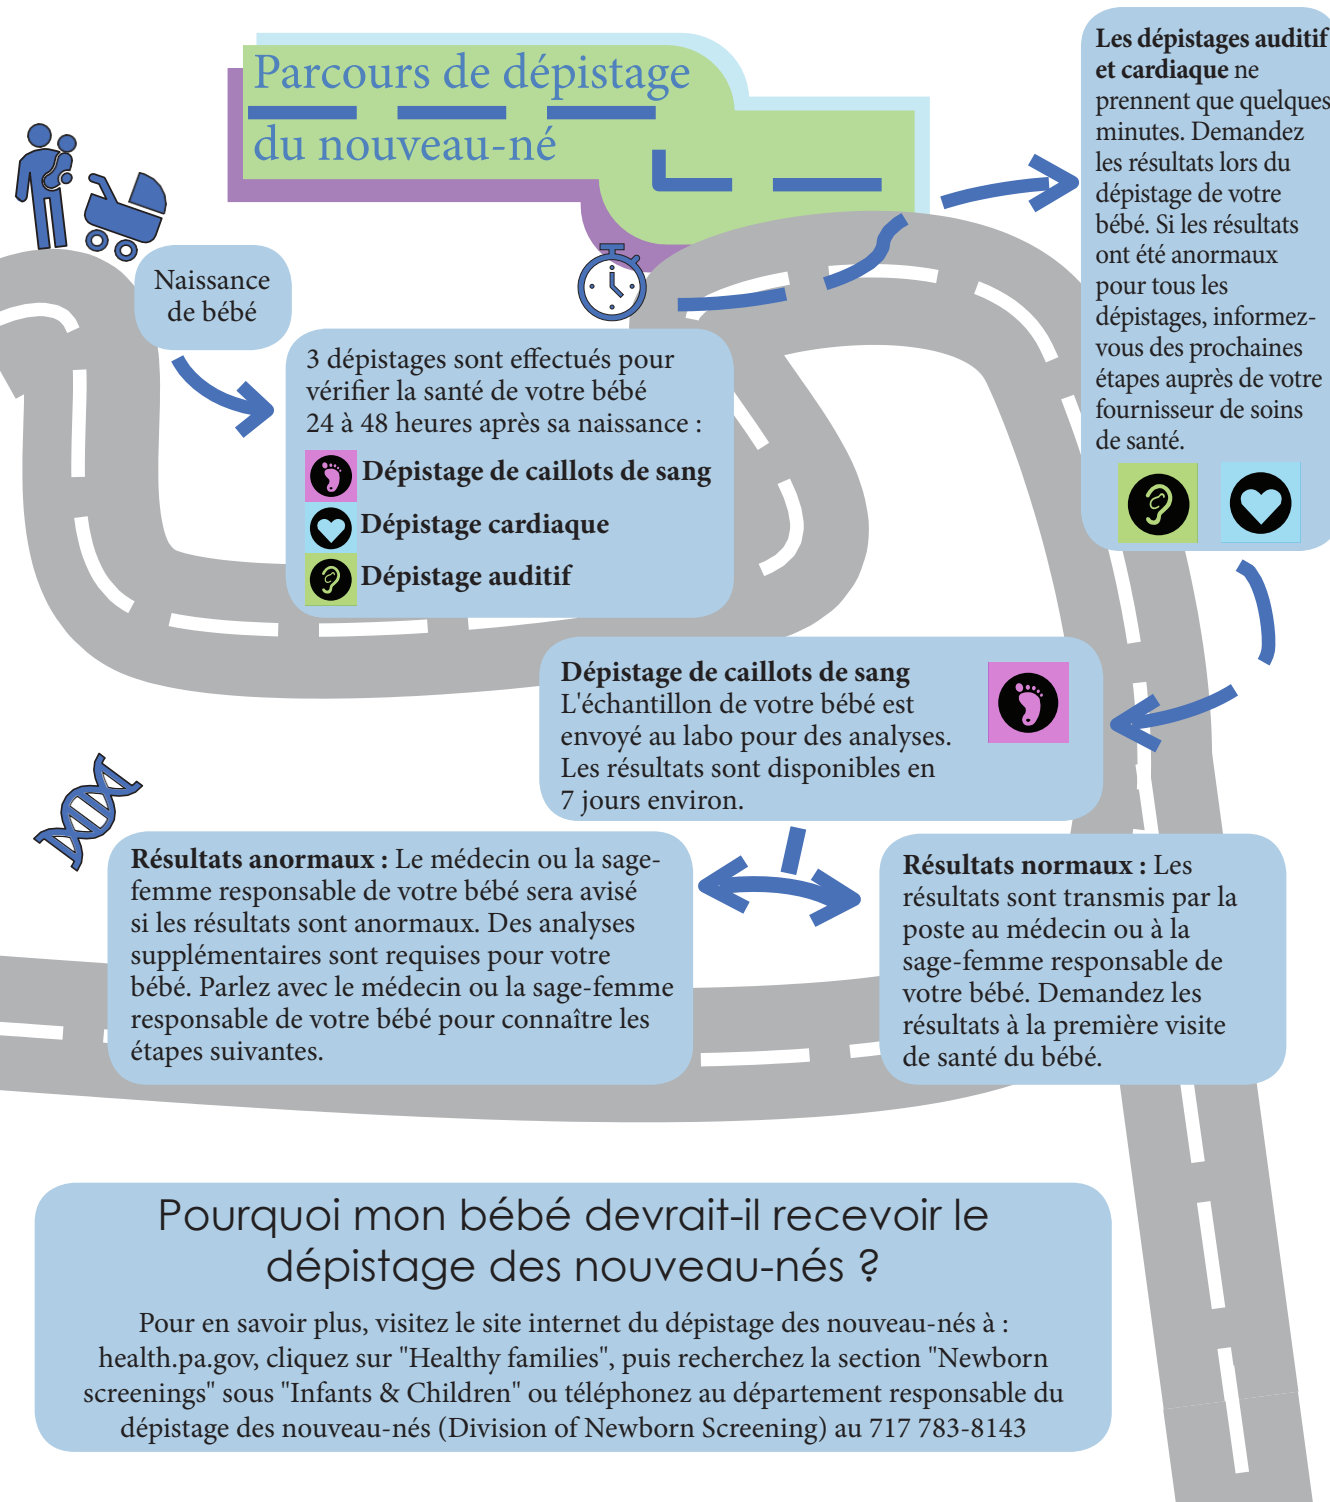 Parcours de dépistage
du nouveau-né
Naissance
de bébé
3 dépistages sont effectués pour
vérifier la santé de votre bébé
24 à 48 heures après sa naissance :
Dépistage de caillots de sang
Dépistage cardiaque
Dépistage auditif
Les dépistages auditif
et cardiaque ne
prennent que quelques
minutes. Demandez
les résultats lors du
dépistage de votre
bébé. Si les résultats
ont été anormaux
pour tous les
dépistages, informez-
vous des prochaines
étapes auprès de votre
fournisseur de soins
de santé.
Dépistage de caillots de sang
L'échantillon de votre bébé est
envoyé au labo pour des analyses.
Les résultats sont disponibles en
7 jours environ.
Résultats anormaux : Le médecin ou la sage-
femme responsable de votre bébé sera avisé
si les résultats sont anormaux. Des analyses
supplémentaires sont requises pour votre
bébé. Parlez avec le médecin ou la sage-femme
responsable de votre bébé pour connaître les
étapes suivantes.
Résultats normaux : Les
résultats sont transmis par la
poste au médecin ou à la
sage-femme responsable de
votre bébé. Demandez les
résultats à la première visite
de santé du bébé.
Pourquoi mon bébé devrait-il recevoir le
dépistage des nouveau-nés ?
Pour en savoir plus, visitez le site internet du dépistage des nouveau-nés à :
health.pa.gov, cliquez sur "Healthy families", puis recherchez la section "Newborn
screenings" sous "Infants & Children" ou téléphonez au département responsable du
dépistage des nouveau-nés (Division of Newborn Screening) au 717 783-8143